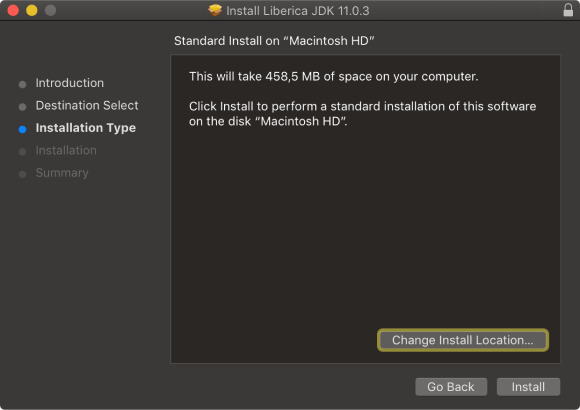 Install Liberica JDK 11.0.3
Standard Install on “Macintosh HD”
Introduction
Destination Select
Installation Type
Installation
Summary
This will take 458,5 MB of space on your computer.
Click Install to perform a standard installation of this software
on the disk “Macintosh HD”.
Change Install Location...
Go Back
Install